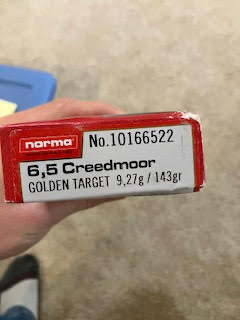 norma No.10166522
6,5 Creedmoor
GOLDEN TARGET 9,27g / 143gr